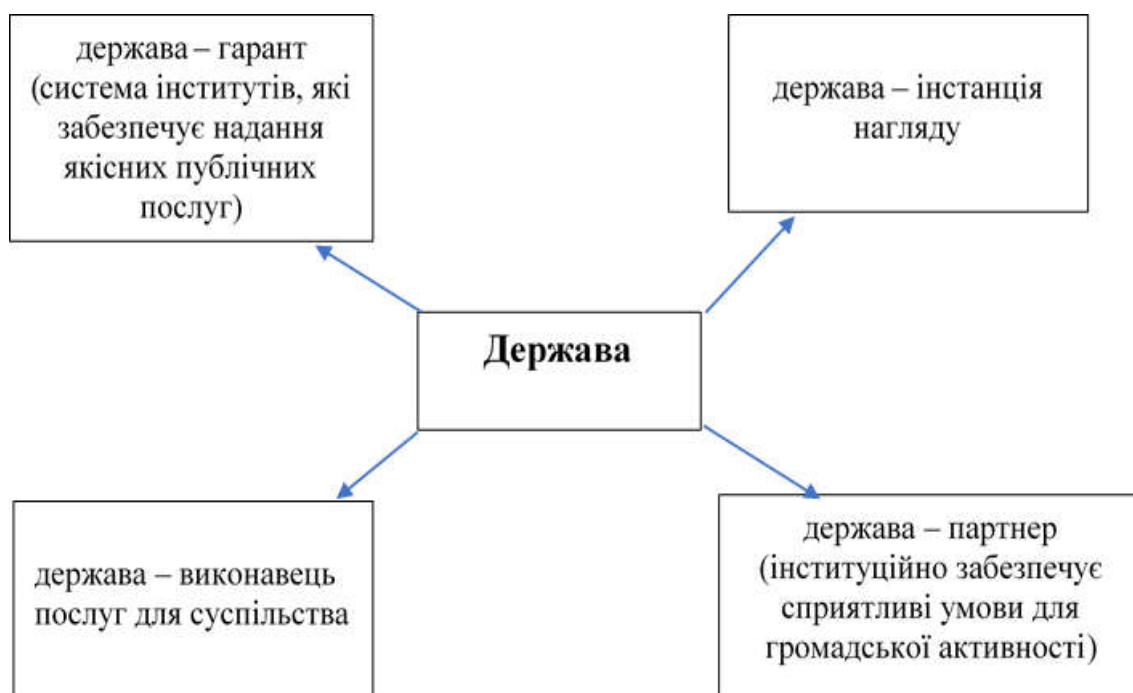 держава – гарант
(система інститутів, які
забезпечує надання
якісних публічних
послуг)
держава – інстанція
нагляду
Держава
держава – виконавець
послуг для суспільства
держава – партнер
(інституційно забезпечує
сприятливі умови для
громадської активності)